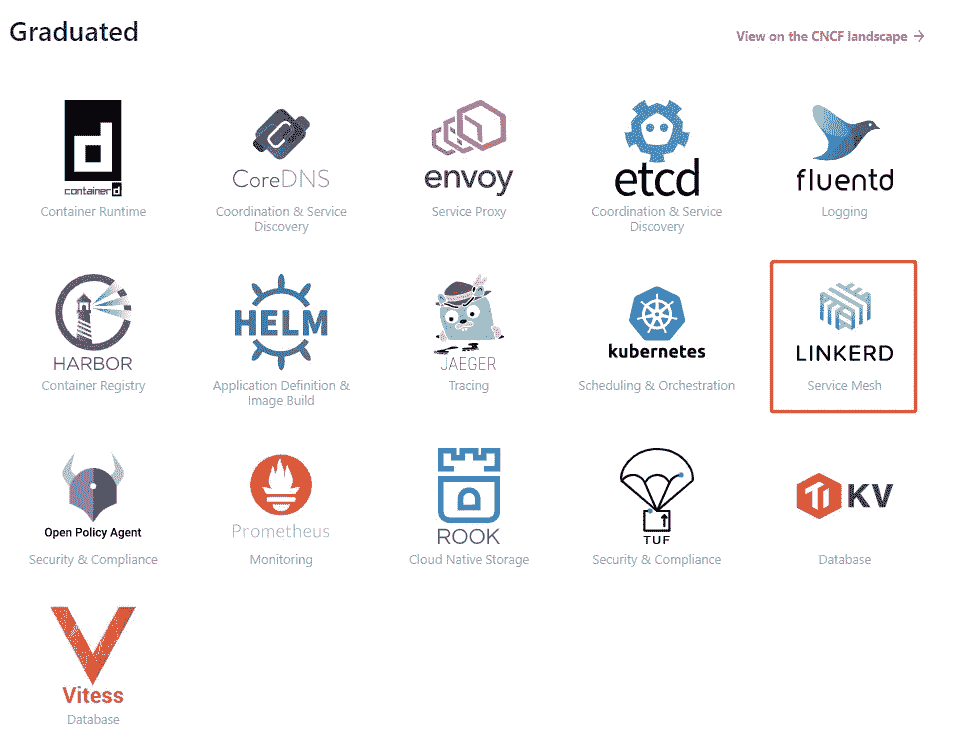 Graduated
View on the CNCF landscape →
d
container d
Container Runtime
C
CoreDNS
Coordination & Service
Discovery
envoy
Service Proxy
etcd
Coordination & Service
Discovery
fluentd
Logging
HARBOR
Container Registry
HELM
Application Definition &
Image Build
JAEGER
Tracing
kubernetes
Scheduling & Orchestration
LINKERD
Service Mesh
Open Policy Agent
Security & Compliance
Prometheus
Monitoring
ROOK
Cloud Native Storage
TUF
Security & Compliance
Ti KV
Database
Vitess
Database